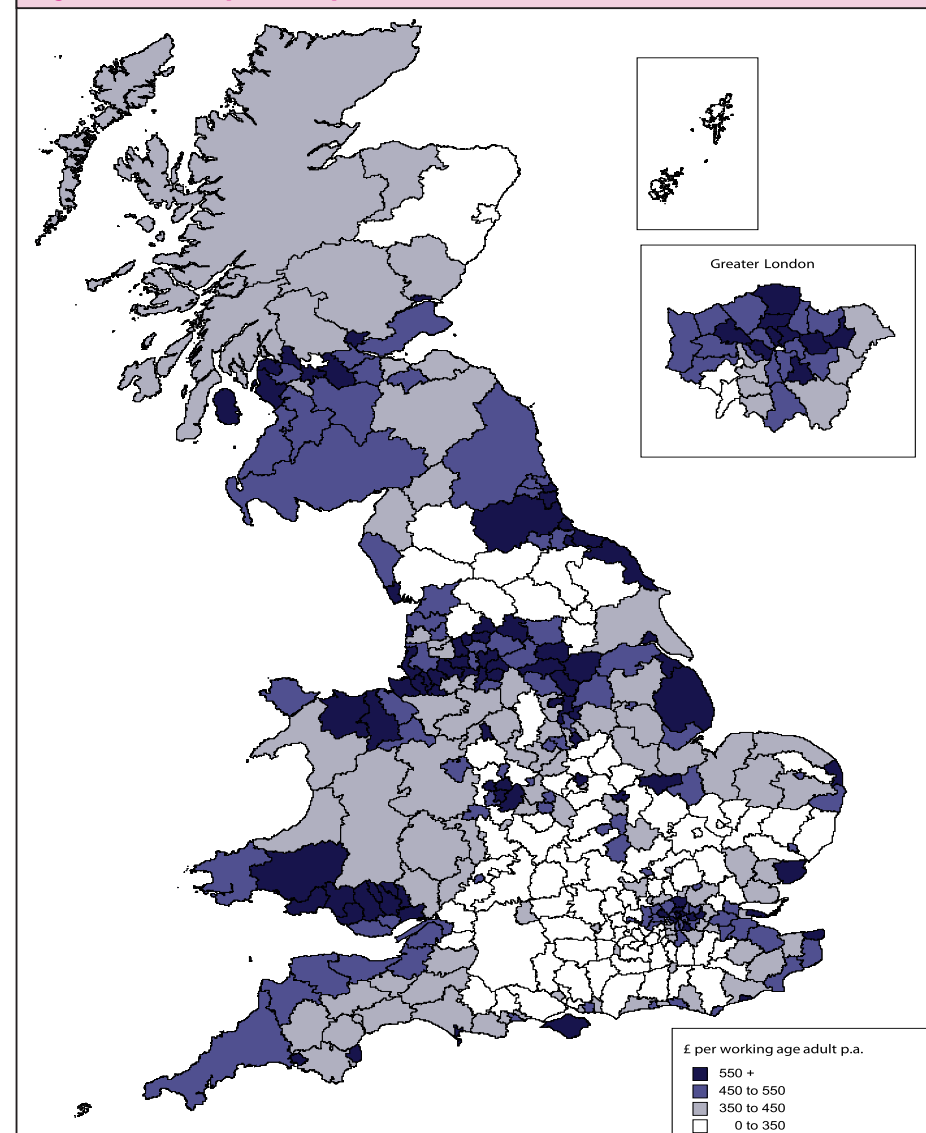 Greater London
£ per working age adult p.a.
550 +
450 to 550
350 to 450
0 to 350